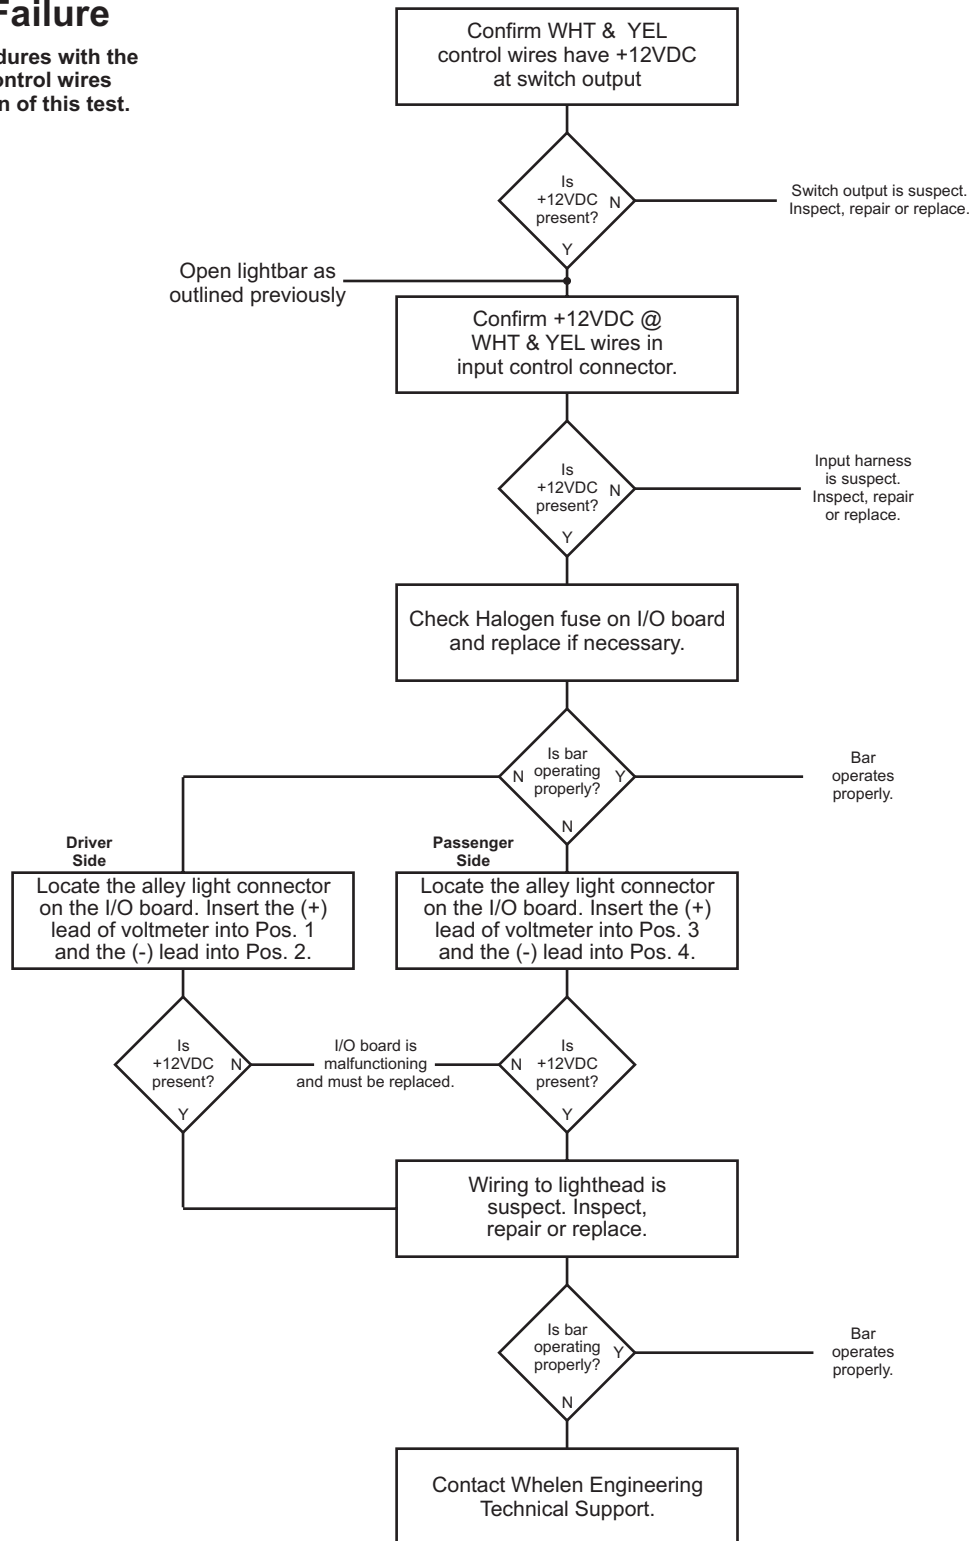 Failure
dures with the
ontrol wires
n of this test.
Confirm WHT & YEL
control wires have +12VDC
at switch output
Is
+12VDC
present?
N
Y
Switch output is suspect.
Inspect, repair or replace.
Open lightbar as
outlined previously
Confirm +12VDC @
WHT & YEL wires in
input control connector.
Is
+12VDC
present?
N
Y
Input harness
is suspect.
Inspect, repair
or replace.
Check Halogen fuse on I/O board
and replace if necessary.
Is bar
operating
properly?
N
Y
N
Bar
operates
properly.
Driver
Side
Locate the alley light connector
on the I/O board. Insert the (+)
lead of voltmeter into Pos. 1
and the (-) lead into Pos. 2.
Passenger
Side
Locate the alley light connector
on the I/O board. Insert the (+)
lead of voltmeter into Pos. 3
and the (-) lead into Pos. 4.
Is
+12VDC
present?
N
Y
I/O board is
malfunctioning
and must be replaced.
Is
+12VDC
present?
N
Y
Wiring to lighthead is
suspect. Inspect,
repair or replace.
Is bar
operating
properly?
Y
N
Bar
operates
properly.
Contact Whelen Engineering
Technical Support.